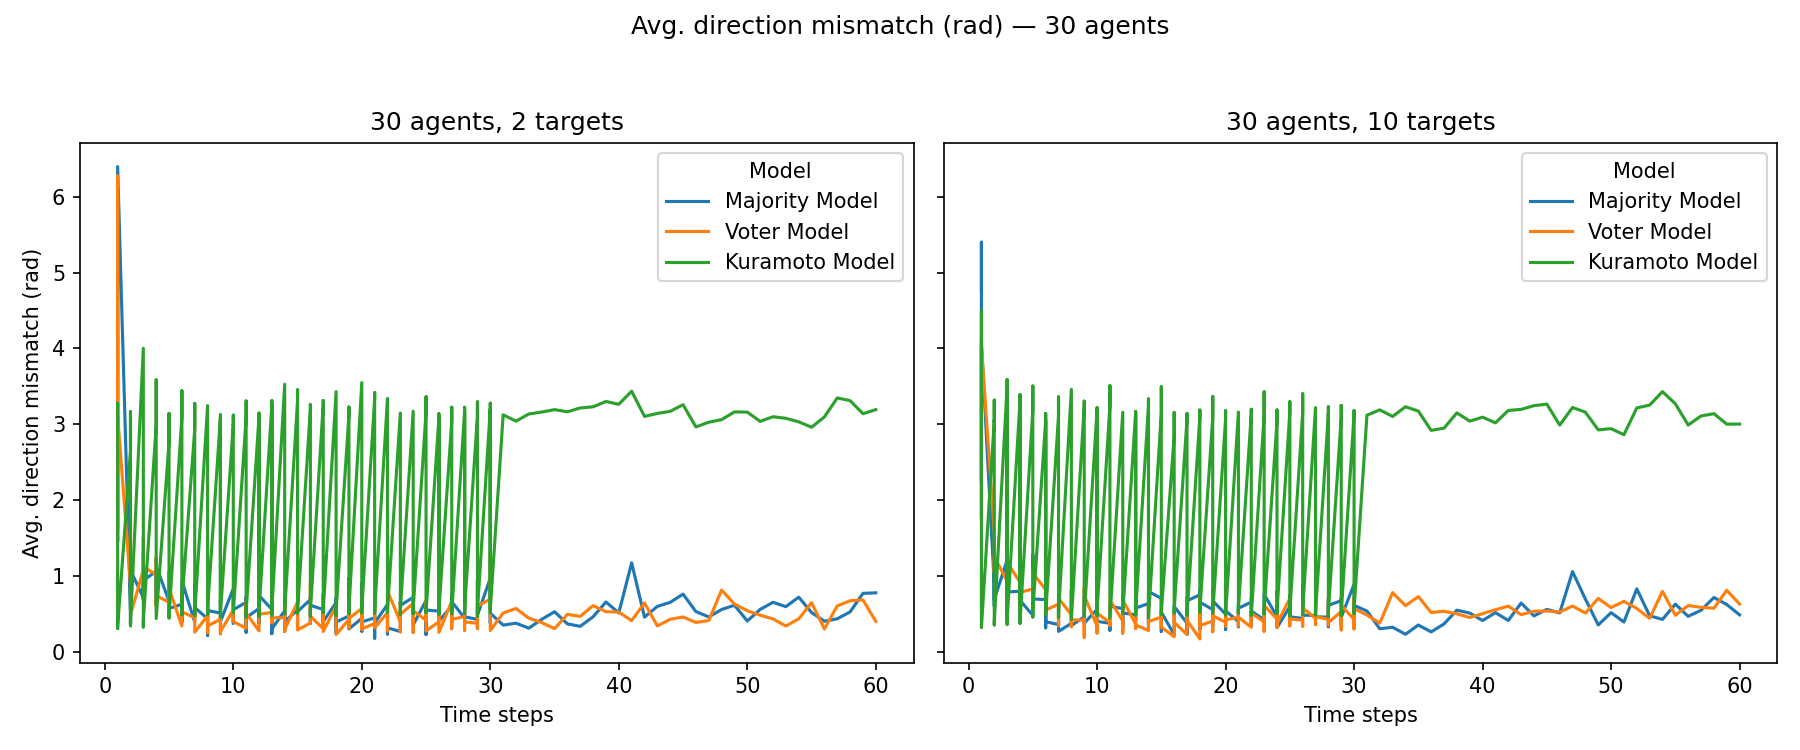 Avg. direction mismatch (rad) — 30 agents
30 agents, 2 targets
Avg. direction mismatch (rad)
6
5
4
3
2
1
0
Model
Majority Model
Voter Model
Kuramoto Model
0 10 20 30 40 50 60
Time steps
30 agents, 10 targets
Model
Majority Model
Voter Model
Kuramoto Model
0 10 20 30 40 50 60
Time steps